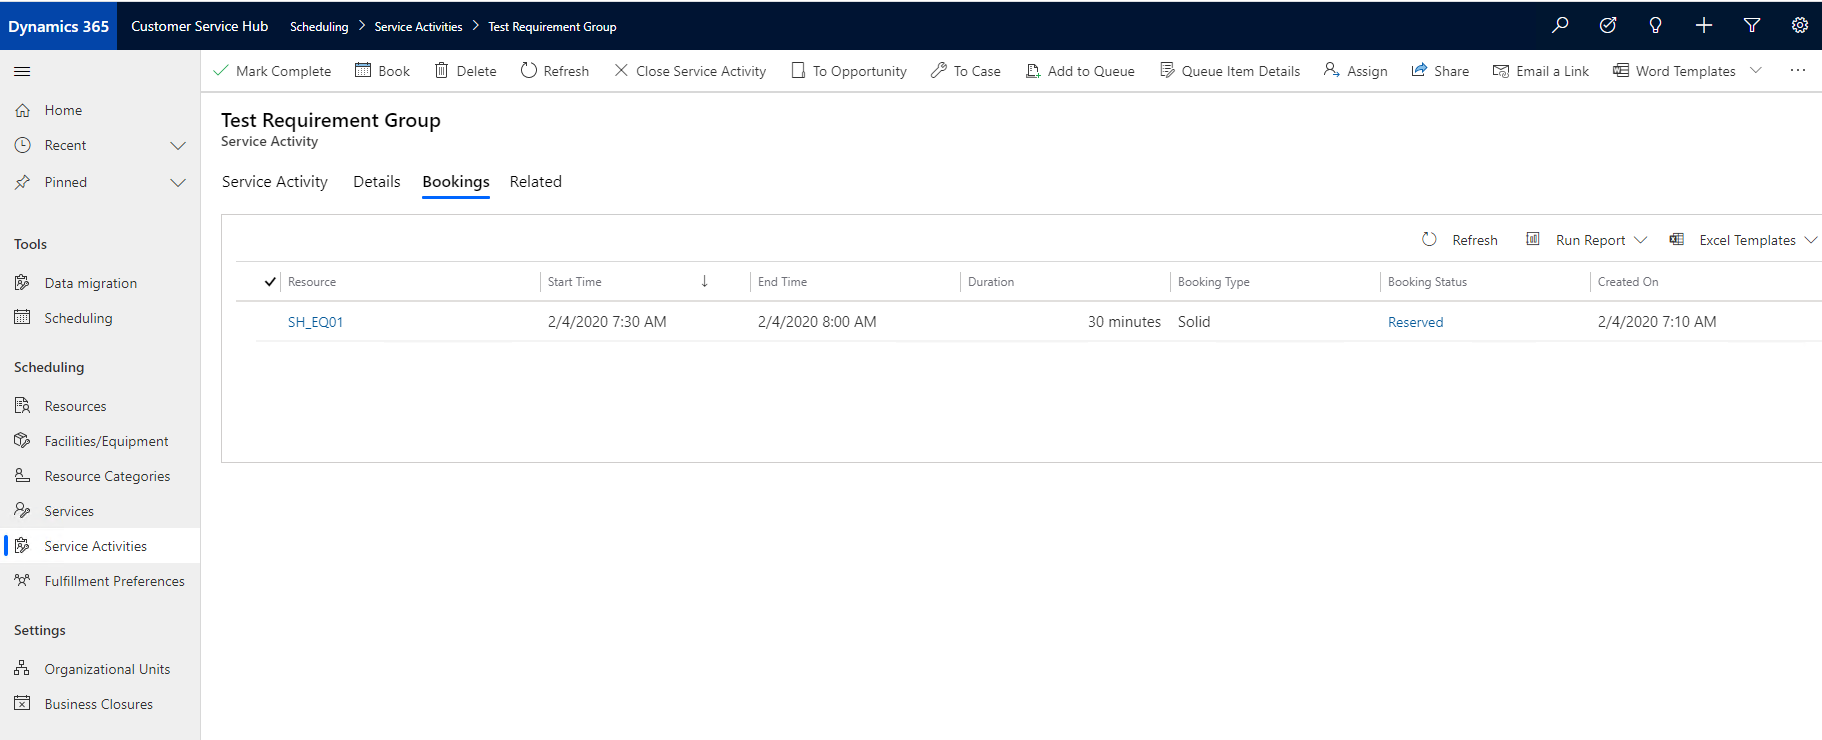 Dynamics 365 Customer Service Hub Scheduling > Service Activities > Test Requirement Group
Mark Complete Book Delete Refresh Close Service Activity To Opportunity To Case Add to Queue Queue Item Details Assign Share Email a Link Word Templates
Home
Recent
Pinned
Tools
Data migration
Scheduling
Scheduling
Resources
Facilities/Equipment
Resource Categories
Services
Service Activities
Fulfillment Preferences
Settings
Organizational Units
Business Closures
Test Requirement Group
Service Activity
Service Activity Details Bookings Related
Refresh Run Report Excel Templates
Resource Start Time End Time Duration Booking Type Booking Status Created On
SH_EQ01 2/4/2020 7:30 AM 2/4/2020 8:00 AM 30 minutes Solid Reserved 2/4/2020 7:10 AM